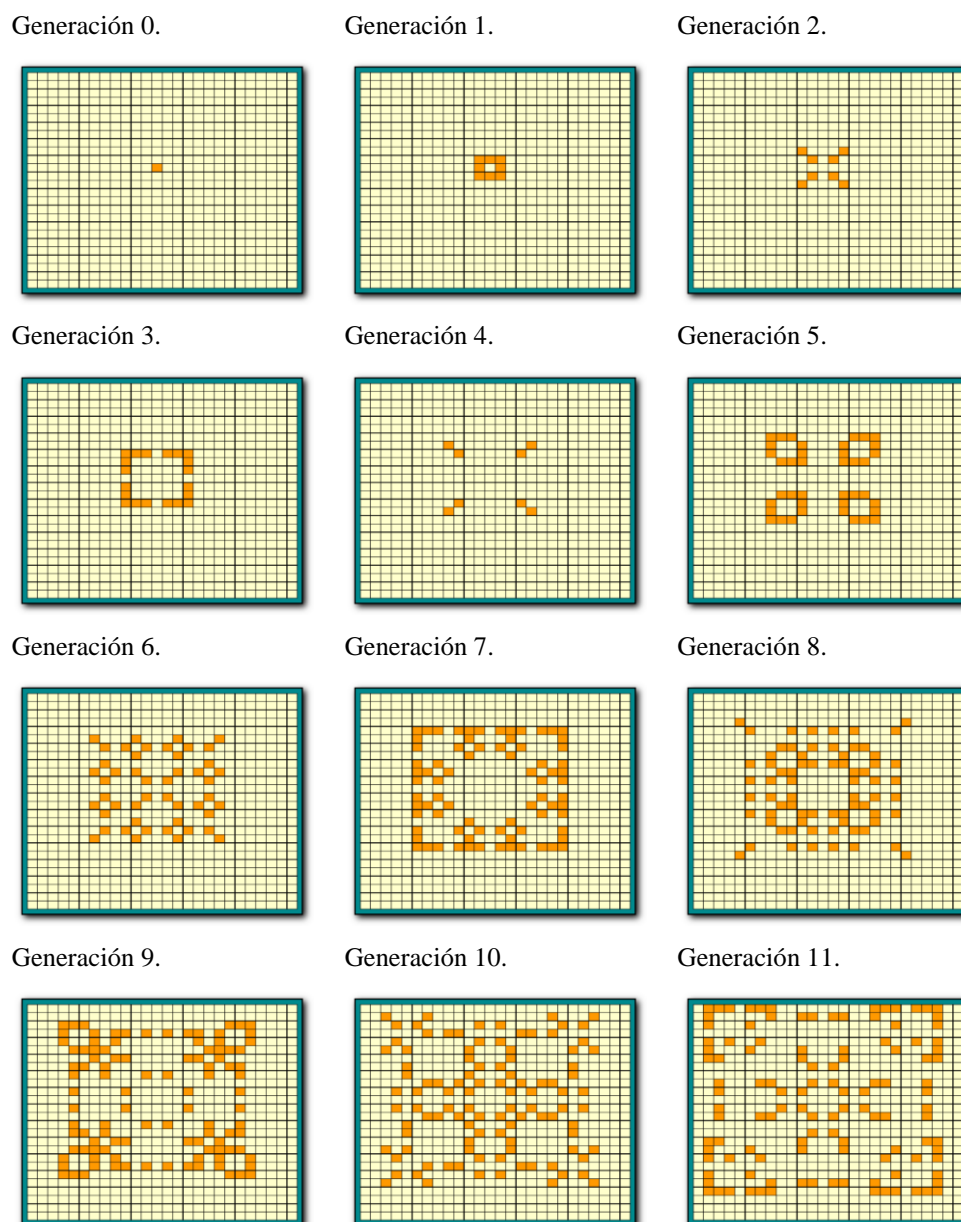 Generación 0.
Generación 1.
Generación 2.
Generación 3.
Generación 4.
Generación 5.
Generación 6.
Generación 7.
Generación 8.
Generación 9.
Generación 10.
Generación 11.